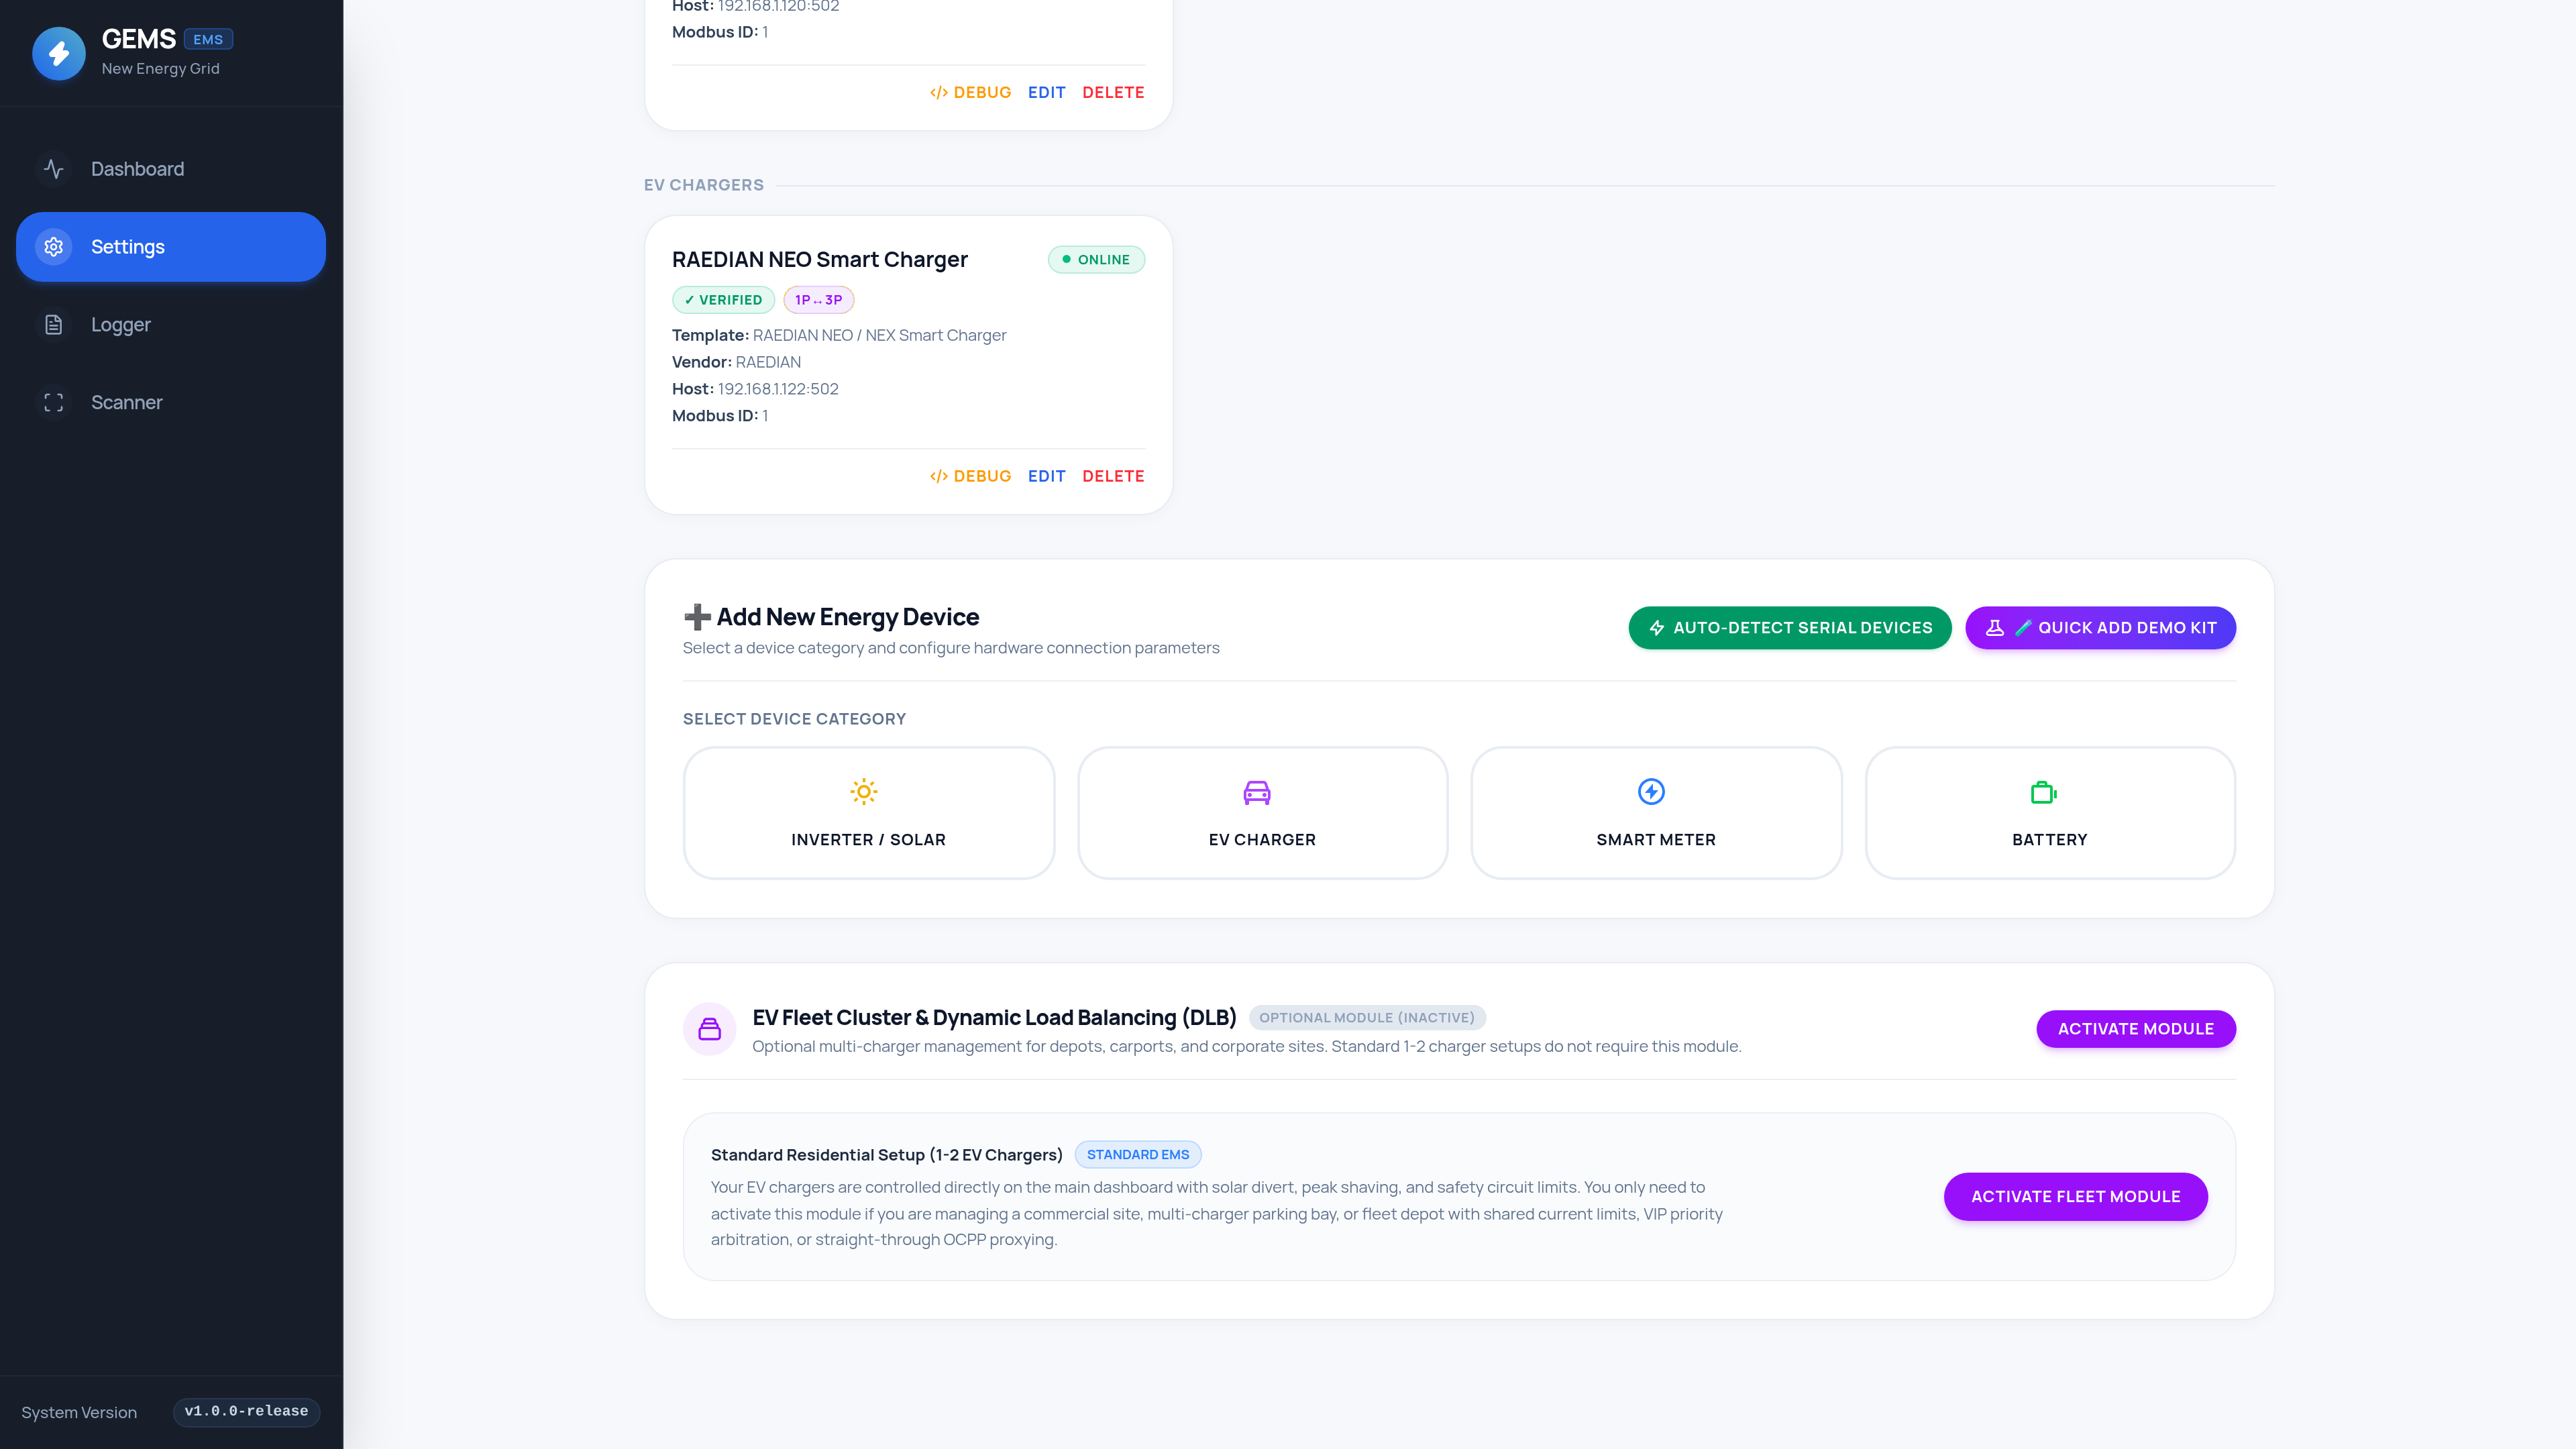 GEMS EMS
New Energy Grid
Dashboard
Settings
Logger
Scanner
System Version v1.0.0-release
Host: 192.168.1.120:502
Modbus ID: 1
</> DEBUG EDIT DELETE
EV CHARGERS
RAEDIAN NEO Smart Charger ONLINE
✓ VERIFIED 1P↔3P
Template: RAEDIAN NEO / NEX Smart Charger
Vendor: RAEDIAN
Host: 192.168.1.122:502
Modbus ID: 1
</> DEBUG EDIT DELETE
➕ Add New Energy Device
Select a device category and configure hardware connection parameters
AUTO-DETECT SERIAL DEVICES
🧪 QUICK ADD DEMO KIT
SELECT DEVICE CATEGORY
INVERTER / SOLAR
EV CHARGER
SMART METER
BATTERY
EV Fleet Cluster & Dynamic Load Balancing (DLB) OPTIONAL MODULE (INACTIVE)
Optional multi-charger management for depots, carports, and corporate sites. Standard 1-2 charger setups do not require this module.
ACTIVATE MODULE
Standard Residential Setup (1-2 EV Chargers) STANDARD EMS
Your EV chargers are controlled directly on the main dashboard with solar divert, peak shaving, and safety circuit limits. You only need to
activate this module if you are managing a commercial site, multi-charger parking bay, or fleet depot with shared current limits, VIP priority
arbitration, or straight-through OCPP proxying.
ACTIVATE FLEET MODULE